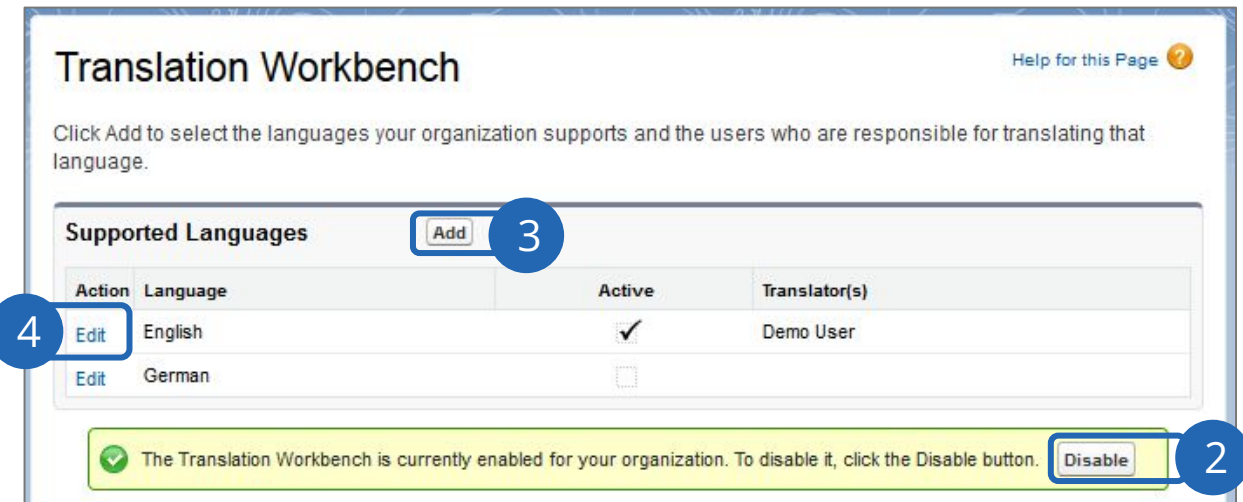 Translation Workbench
Help for this Page ?
Click Add to select the languages your organization supports and the users who are responsible for translating that
language.
Supported Languages Add 3
Action Language Active Translator(s)
4 Edit English Demo User
Edit German
The Translation Workbench is currently enabled for your organization. To disable it, click the Disable button. Disable 2